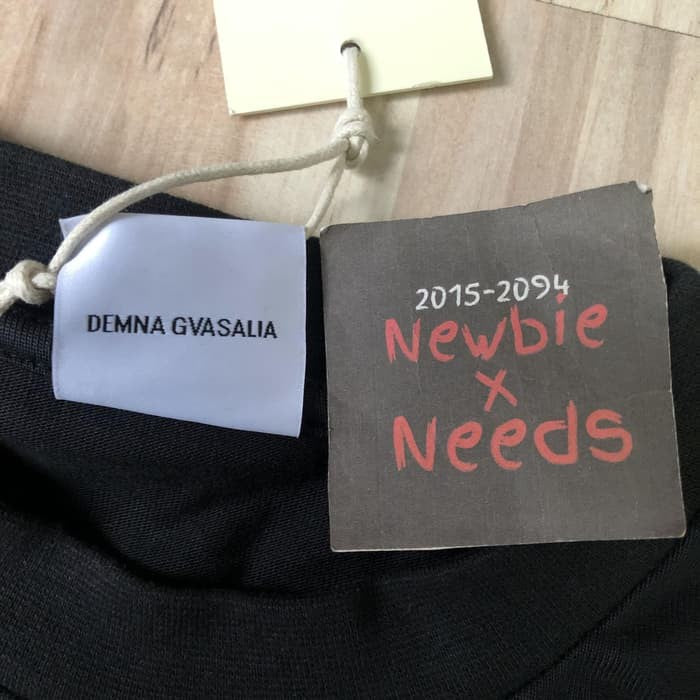 DEMNA GVASALIA
2015-2094
Newbie
x
Needs